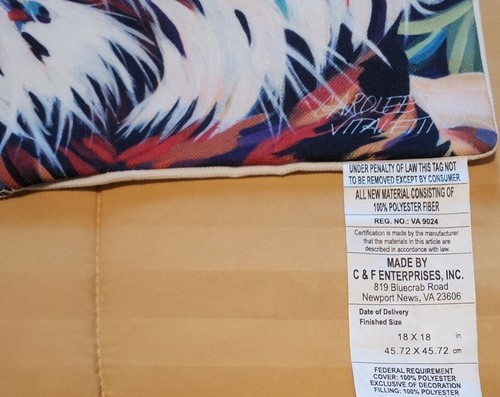 CAROLEE
VITALETTI
UNDER PENALTY OF LAW THIS TAG NOT
TO BE REMOVED EXCEPT BY CONSUMER
ALL NEW MATERIAL CONSISTING OF
100% POLYESTER FIBER
REG. NO.: VA 9024
Certification is made by the manufacturer
that the materials in this article are
described in accordance with law.
MADE BY
C & F ENTERPRISES, INC.
819 Bluecrab Road
Newport News, VA 23606
Date of Delivery
Finished Size
18 X 18 in
45.72 X 45.72 cm
FEDERAL REQUIREMENT
COVER: 100% POLYESTER
EXCLUSIVE OF DECORATION
FILLING: 100% POLYESTER